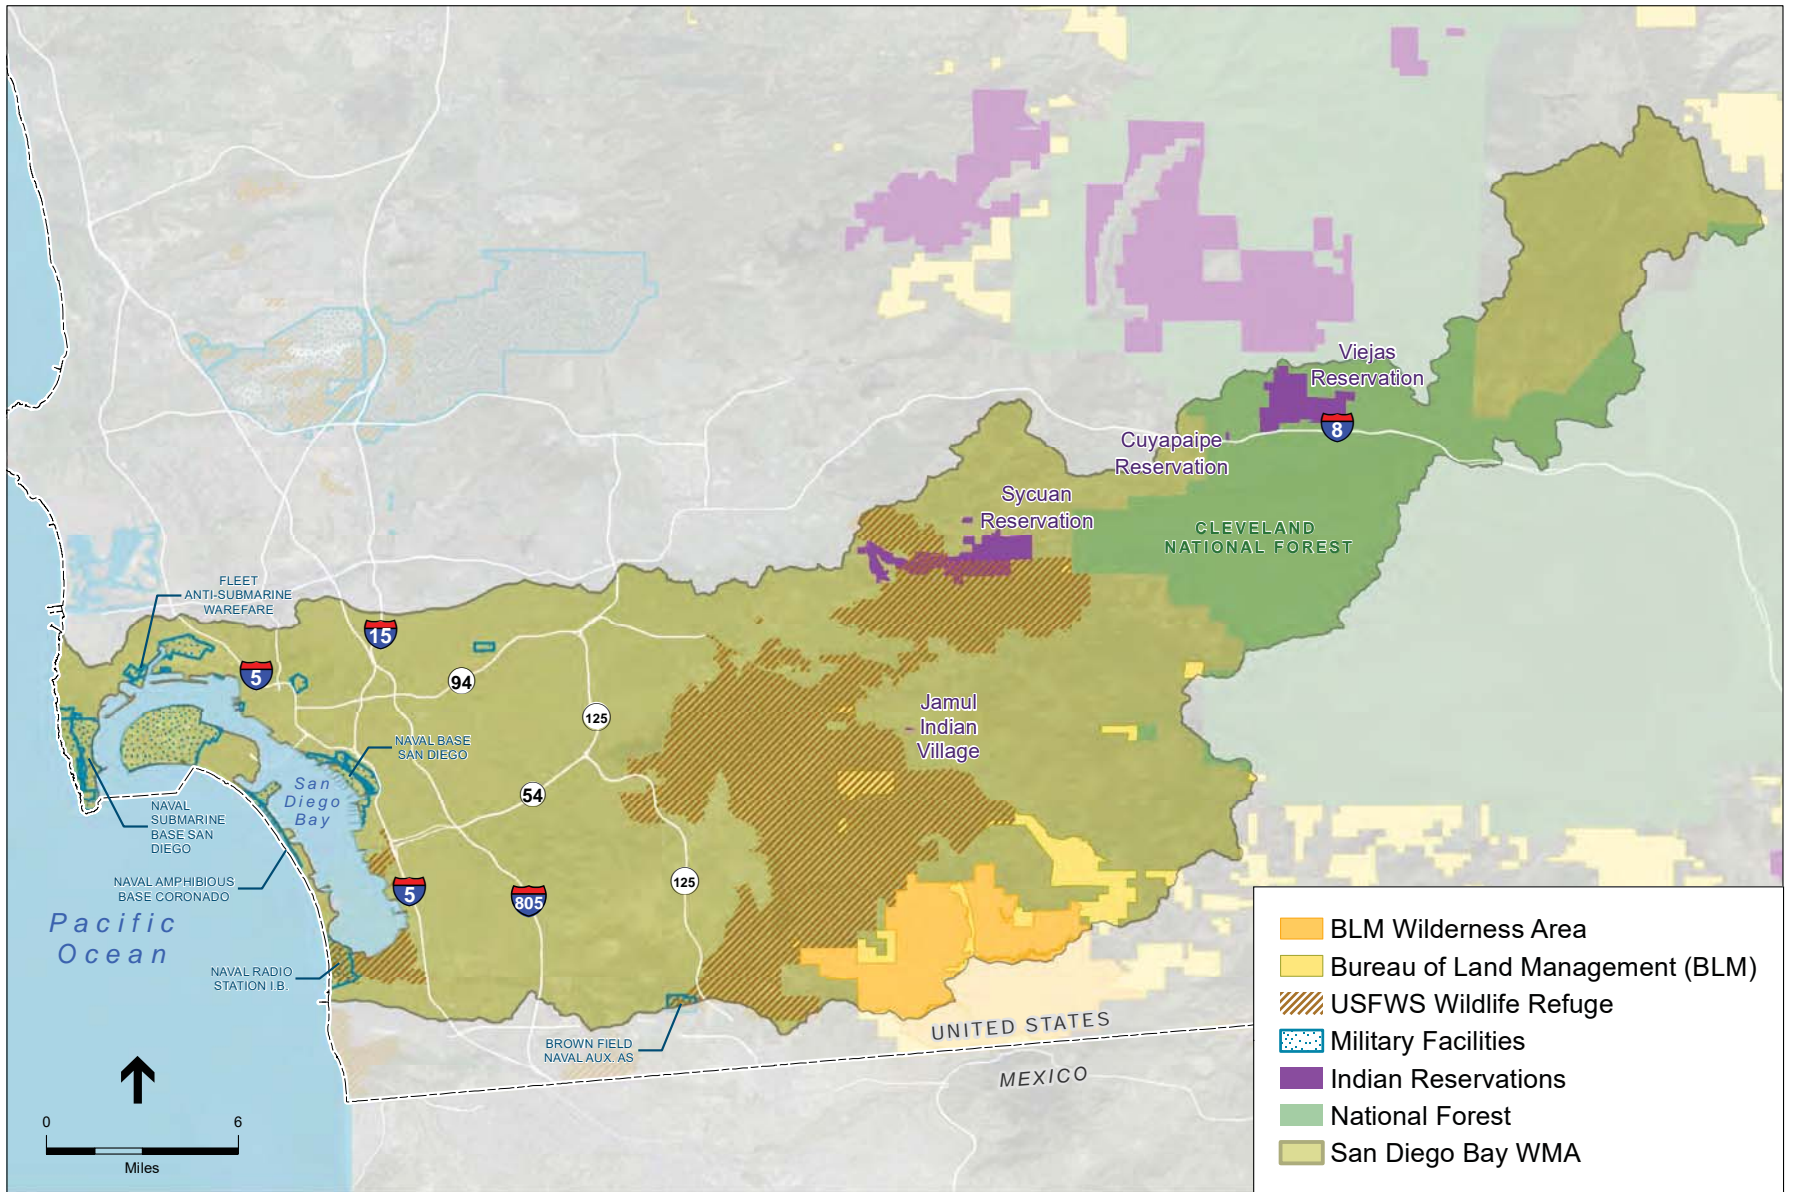 Viejas
Reservation
8
Cuyapaipe
Reservation
Sycuan
Reservation
CLEVELAND
NATIONAL FOREST
FLEET
ANTI-SUBMARINE
WAREFARE
15
5
94
125
Jamul
Indian
Village
NAVAL BASE
SAN DIEGO
San
Diego
Bay
54
NAVAL
SUBMARINE
BASE SAN
DIEGO
NAVAL AMPHIBIOUS
BASE CORONADO
5
805
125
Pacific
Ocean
NAVAL RADIO
STATION I.B.
BROWN FIELD
NAVAL AUX. AS
UNITED STATES
MEXICO
0 6
Miles
BLM Wilderness Area
Bureau of Land Management (BLM)
USFWS Wildlife Refuge
Military Facilities
Indian Reservations
National Forest
San Diego Bay WMA